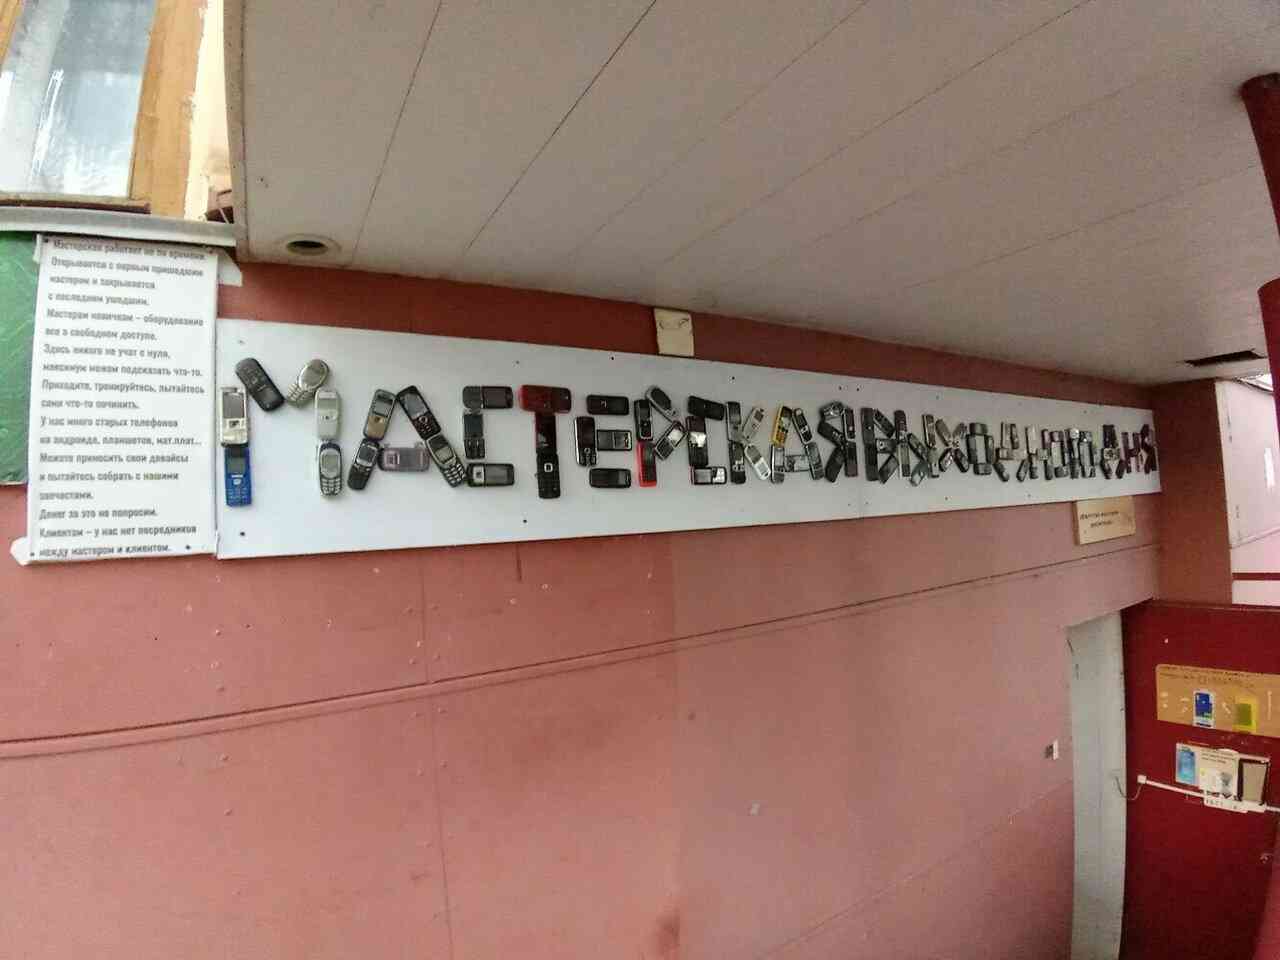 Мастерская работает не по времени.
Открывается с первым пришедшим
мастером и закрывается
с последним ушедшим.
Мастерам новичкам – оборудование
все в свободном доступе.
Здесь никого не учат с нуля,
максимум можем подсказать что-то.
Приходите, тренируйтесь, пытайтесь
сами что-то починить.
У нас много старых телефонов
на андроиде, планшетов, мат.плат...
Можете приносить свои девайсы
и пытайтесь собрать с нашими
запчастями.
Денег за это не попросим.
Клиентам – у нас нет посредников
между мастером и клиентом.
МАСТЕРСКАЯ ВЫХОД